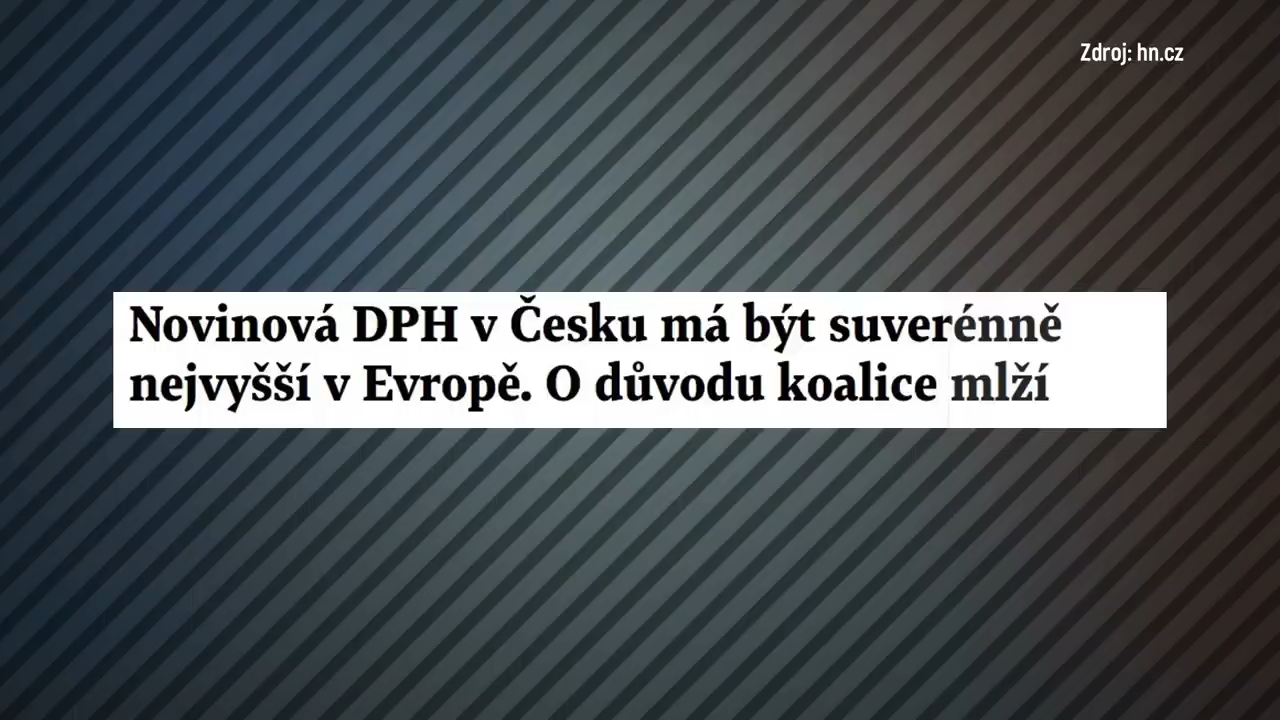 Zdroj: hn.cz
Novinová DPH v Česku má být suverénně
nejvyšší v Evropě. O důvodu koalice mlží